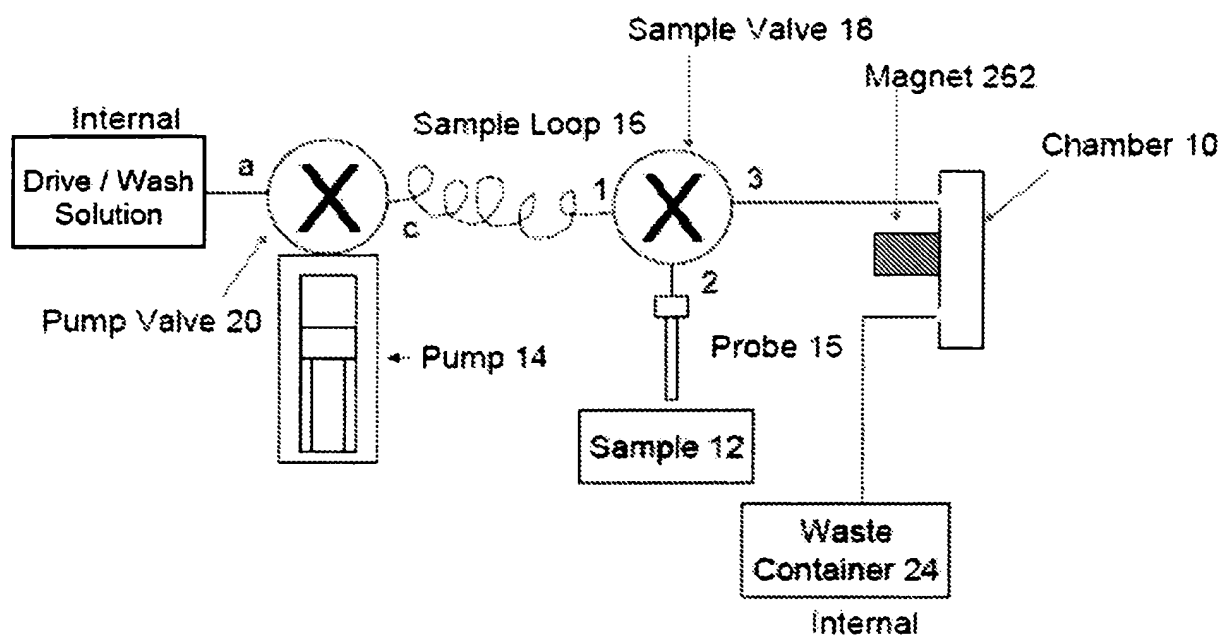 Sample Valve 18
Magnet 262
Internal
Sample Loop 16
Chamber 10
Drive / Wash
Solution
a
c
1
3
2
Pump Valve 20
Pump 14
Probe 15
Sample 12
Waste
Container 24
Internal